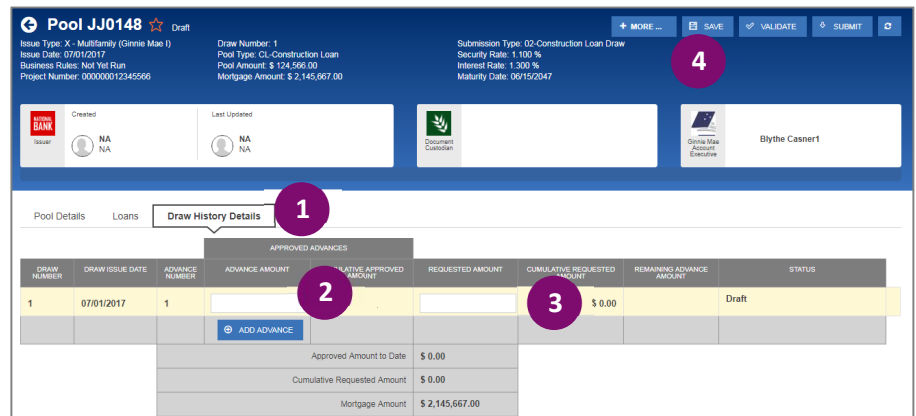 Pool JJ0148 Draft
+ MORE ... SAVE VALIDATE SUBMIT
Issue Type: X - Multifamily (Ginnie Mae I)
Issue Date: 07/01/2017
Business Rules: Not Yet Run
Project Number: 000000012345566
Draw Number: 1
Pool Type: CL-Construction Loan
Pool Amount: $ 124,566.00
Mortgage Amount: $ 2,145,667.00
Submission Type: 02-Construction Loan Draw
Security Rate: 1.100 %
Interest Rate: 1.300 %
Maturity Date: 06/15/2047
4
NATIONAL
BANK
Issuer
Created
NA
NA
Last Updated
NA
NA
Document
Custodian
Ginnie Mae
Account
Executive
Blythe Casner1
Pool Details Loans Draw History Details 1
APPROVED ADVANCES
DRAW
NUMBER
DRAW ISSUE DATE
ADVANCE
NUMBER
ADVANCE AMOUNT
APPROVED
AMOUNT
REQUESTED AMOUNT
CUMULATIVE REQUESTED
AMOUNT
REMAINING ADVANCE
AMOUNT
STATUS
1 07/01/2017 1 2 3 $ 0.00 Draft
ADD ADVANCE
Approved Amount to Date $ 0.00
Cumulative Requested Amount $ 0.00
Mortgage Amount $ 2,145,667.00